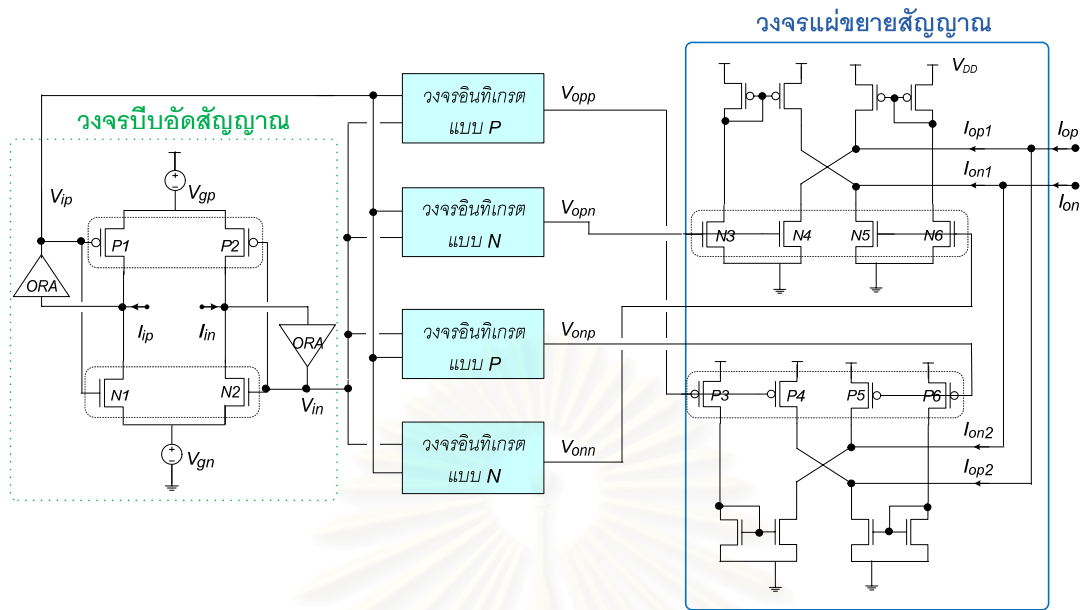 วงจรแผ่ขยายสัญญาณ
วงจรบีบอัดสัญญาณ
วงจรอินทิเกรต
แบบ P
Vopp
VDD
Iop1
Iop
Ion1
Ion
Vip
Vgp
P1
P2
ORA
Iip
Iin
ORA
N1
N2
Vin
Vgn
วงจรอินทิเกรต
แบบ N
Vopn
N3
N4
N5
N6
วงจรอินทิเกรต
แบบ P
Vonp
P3
P4
P5
P6
วงจรอินทิเกรต
แบบ N
Vonn
Ion2
Iop2